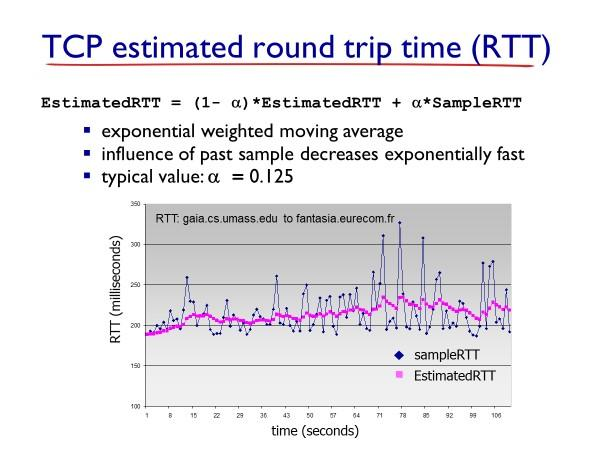 TCP estimated round trip time (RTT)
EstimatedRTT = (1- α)*EstimatedRTT + α*SampleRTT
▪ exponential weighted moving average
▪ influence of past sample decreases exponentially fast
▪ typical value: α = 0.125
RTT: gaia.cs.umass.edu to fantasia.eurecom.fr
350
300
250
200
150
100
RTT (milliseconds)
sampleRTT
EstimatedRTT
1 8 15 22 29 36 43 50 57 64 71 78 85 92 99 106
time (seconds)